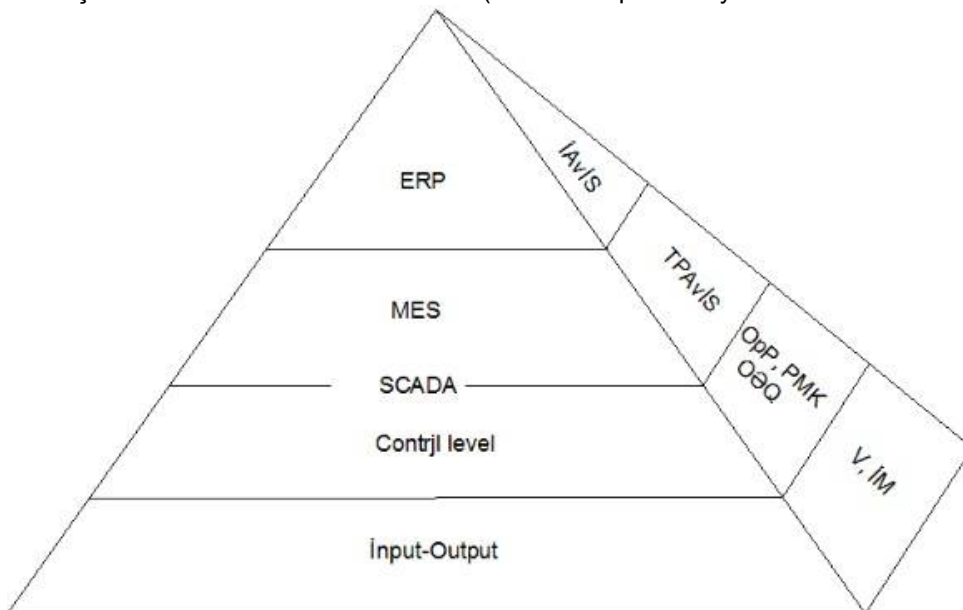 ERP
İAvİS
MES
TPAvİS
SCADA
OpP, PMK
OƏQ
Contrjl level
V, İM
İnput-Output